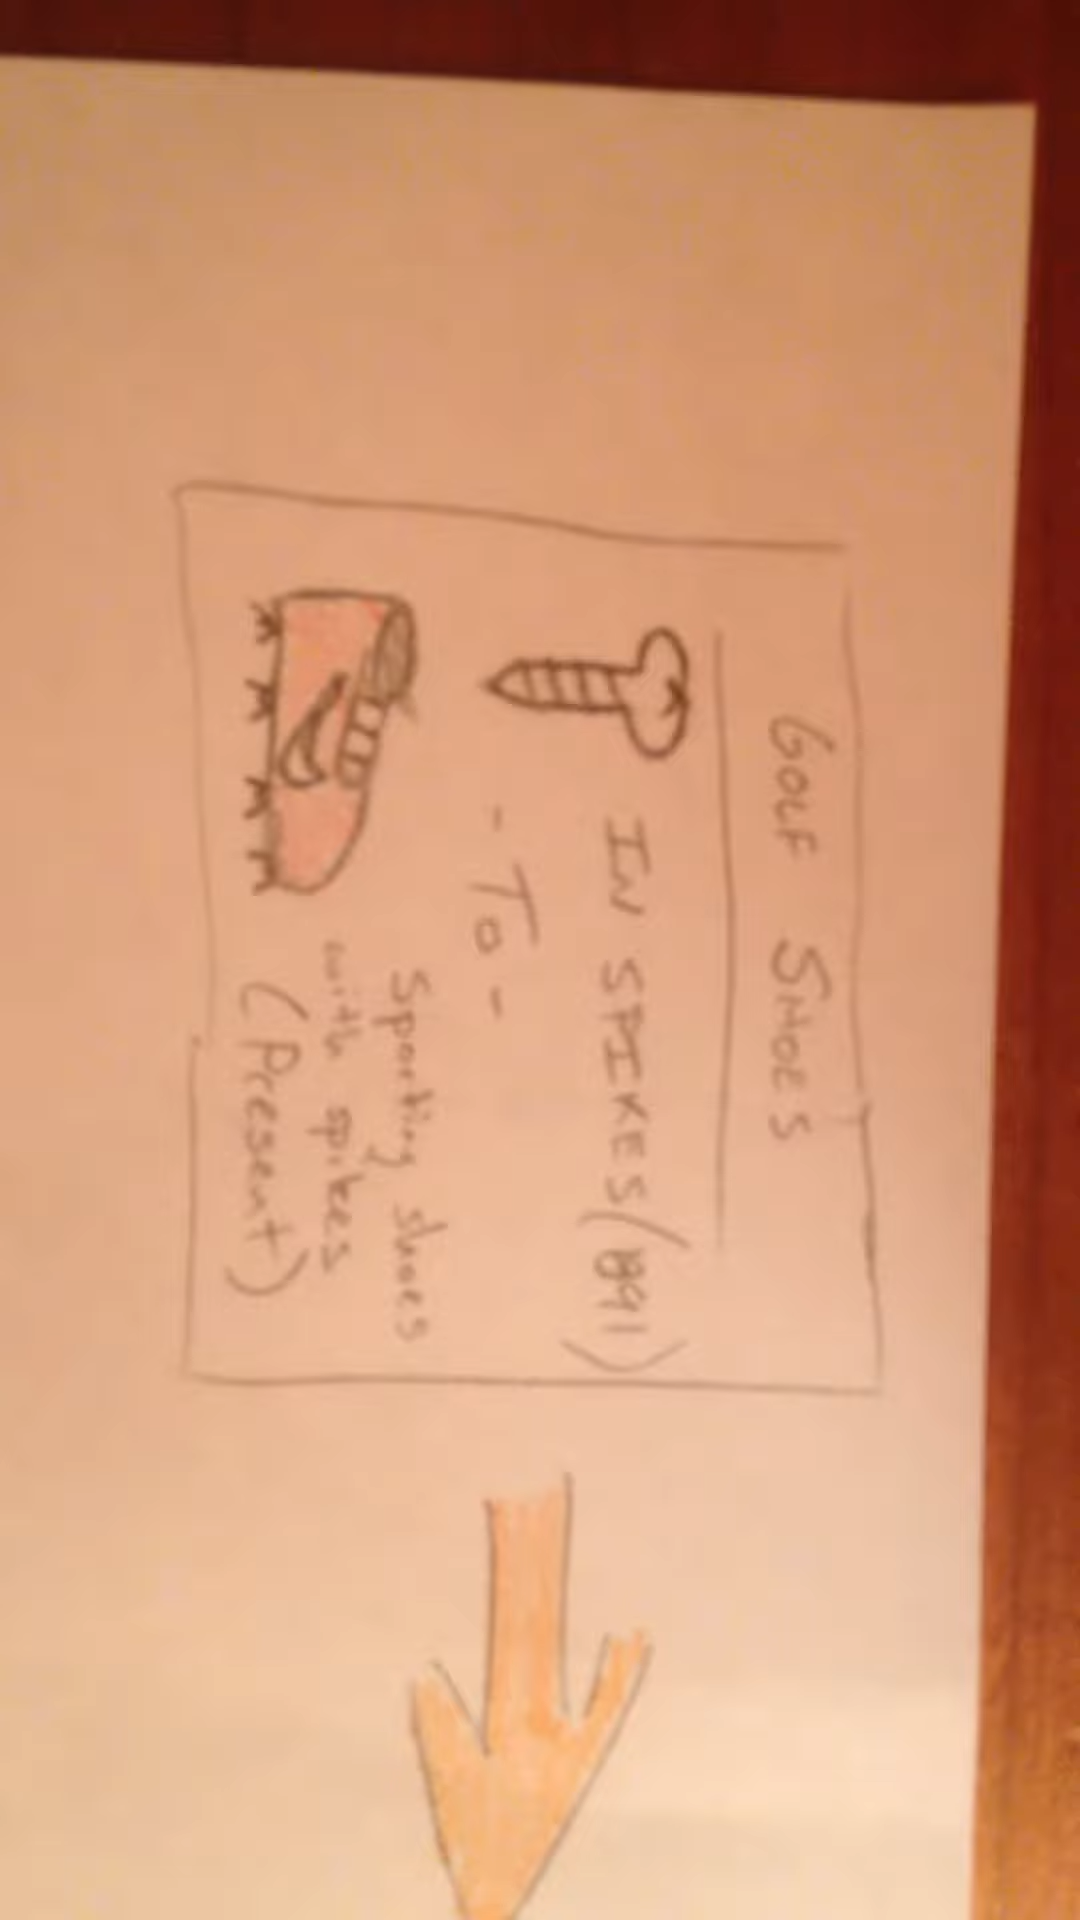 GOLF SHOES
IN SPIKES (1891)
- To -
Sporting shoes
with spikes
(Present)